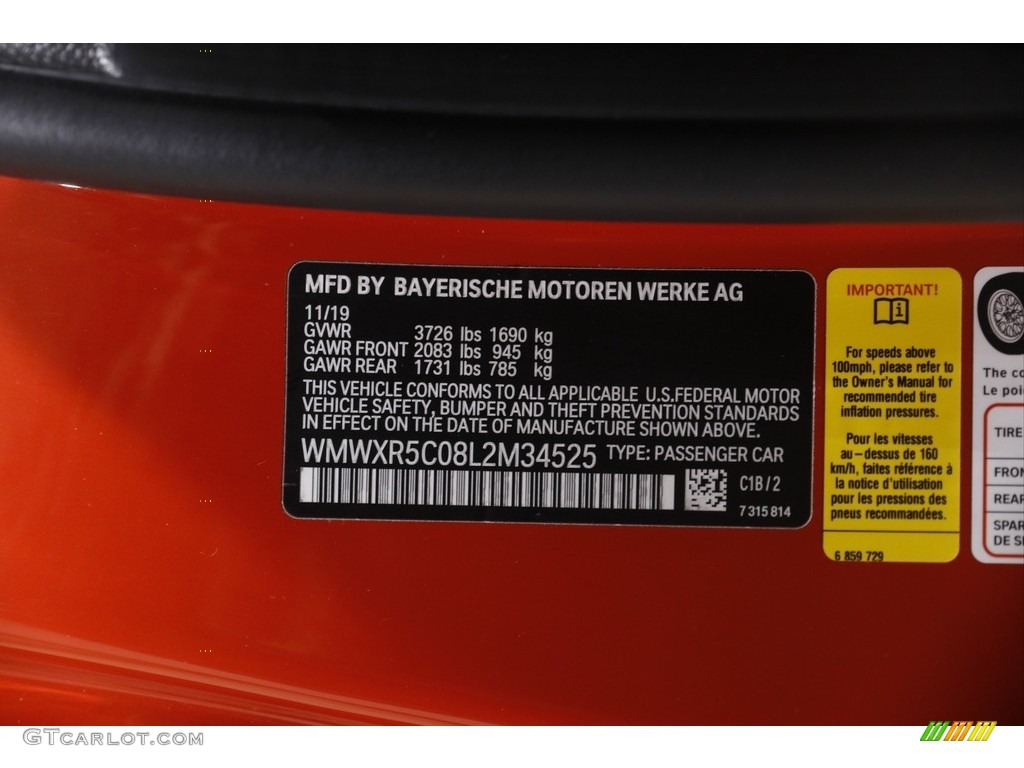 MFD BY BAYERISCHE MOTOREN WERKE AG
11/19
GVWR 3726 lbs 1690 kg
GAWR FRONT 2083 lbs 945 kg
GAWR REAR 1731 lbs 785 kg
THIS VEHICLE CONFORMS TO ALL APPLICABLE U.S.FEDERAL MOTOR
VEHICLE SAFETY, BUMPER AND THEFT PREVENTION STANDARDS
IN EFFECT ON THE DATE OF MANUFACTURE SHOWN ABOVE.
WMWXR5C08L2M34525 TYPE: PASSENGER CAR
C1B/2
7 315 814
IMPORTANT!
i
For speeds above
100mph, please refer to
the Owner's Manual for
recommended tire
inflation pressures.
Pour les vitesses
au-dessus de 160
km/h, faites référence à
la notice d'utilisation
pour les pressions des
pneus recommandées.
6 859 729
The co
Le poi
TIRE
FRON
REAR
SPAR
DE S
GTCARLOT.COM